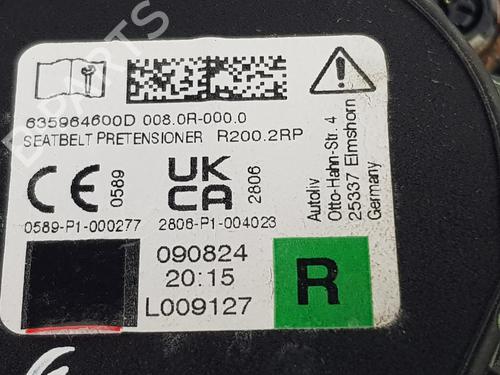 635964600D 008.0R-000.0
SEATBELT PRETENSIONER R200.2RP
CE 0589
UK CA 2806
0589-P1-000277 2806-P1-004023
Autoliv
Otto-Hahn-Str. 4
25337 Elmshorn
Germany
090824
20:15
L009127
R